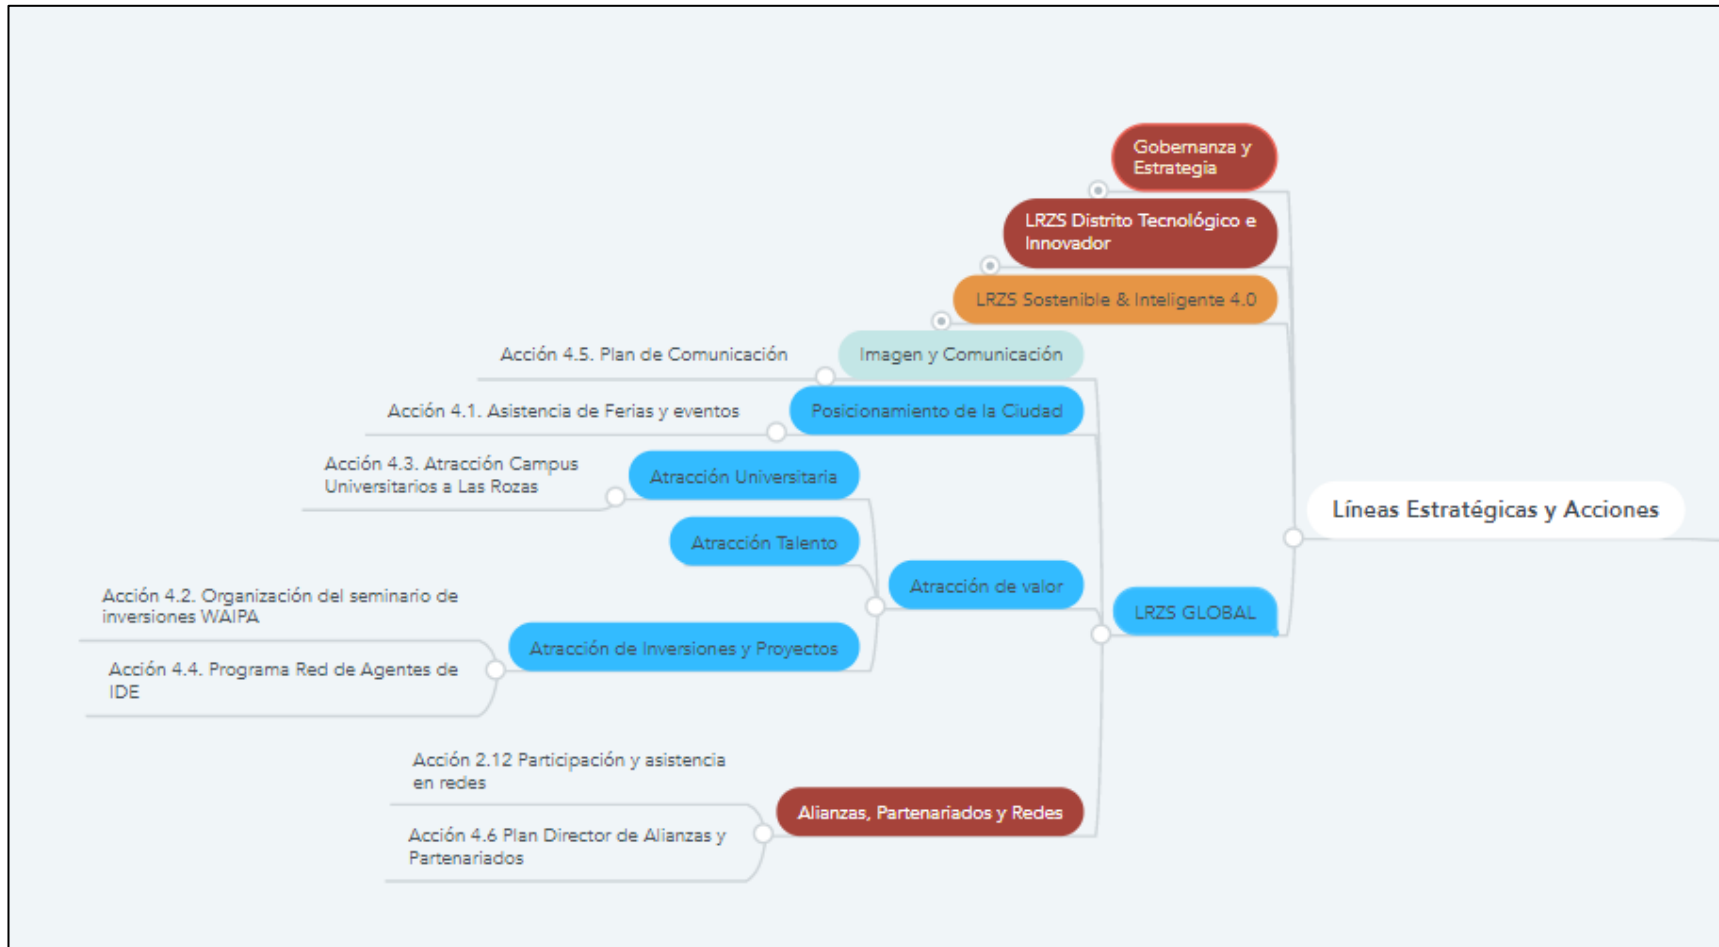 Gobernanza y
Estrategia
LRZS Distrito Tecnológico e
Innovador
LRZS Sostenible & Inteligente 4.0
Acción 4.5. Plan de Comunicación
Imagen y Comunicación
Acción 4.1. Asistencia de Ferias y eventos
Posicionamiento de la Ciudad
Acción 4.3. Atracción Campus
Universitarios a Las Rozas
Atracción Universitaria
Líneas Estratégicas y Acciones
Atracción Talento
Atracción de valor
LRZS GLOBAL
Acción 4.2. Organización del seminario de
inversiones WAIPA
Atracción de Inversiones y Proyectos
Acción 4.4. Programa Red de Agentes de
IDE
Acción 2.12 Participación y asistencia
en redes
Alianzas, Partenariados y Redes
Acción 4.6 Plan Director de Alianzas y
Partenariados